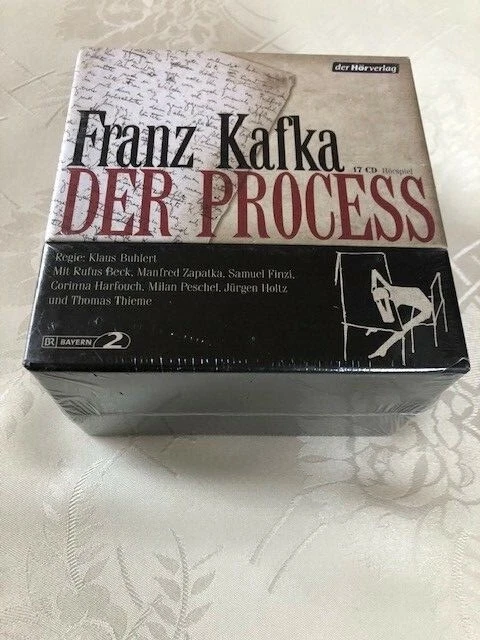 der Hörverlag
Franz Kafka
17 CD Hörspiel
DER PROCESS
Regie: Klaus Buhlert
Mit Rufus Beck, Manfred Zapatka, Samuel Finzi,
Corinna Harfouch, Milan Peschel, Jürgen Holtz
und Thomas Thieme
BR BAYERN 2